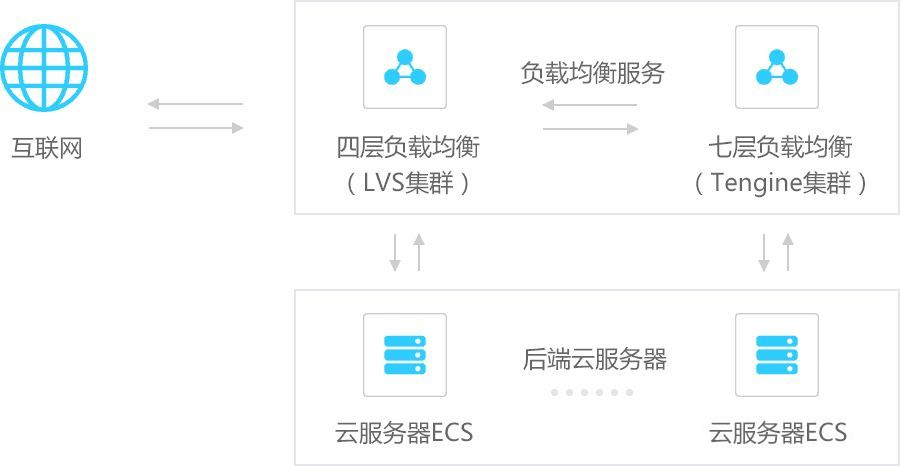 互联网
负载均衡服务
四层负载均衡
（LVS集群）
七层负载均衡
（Tengine集群）
后端云服务器
云服务器ECS
云服务器ECS